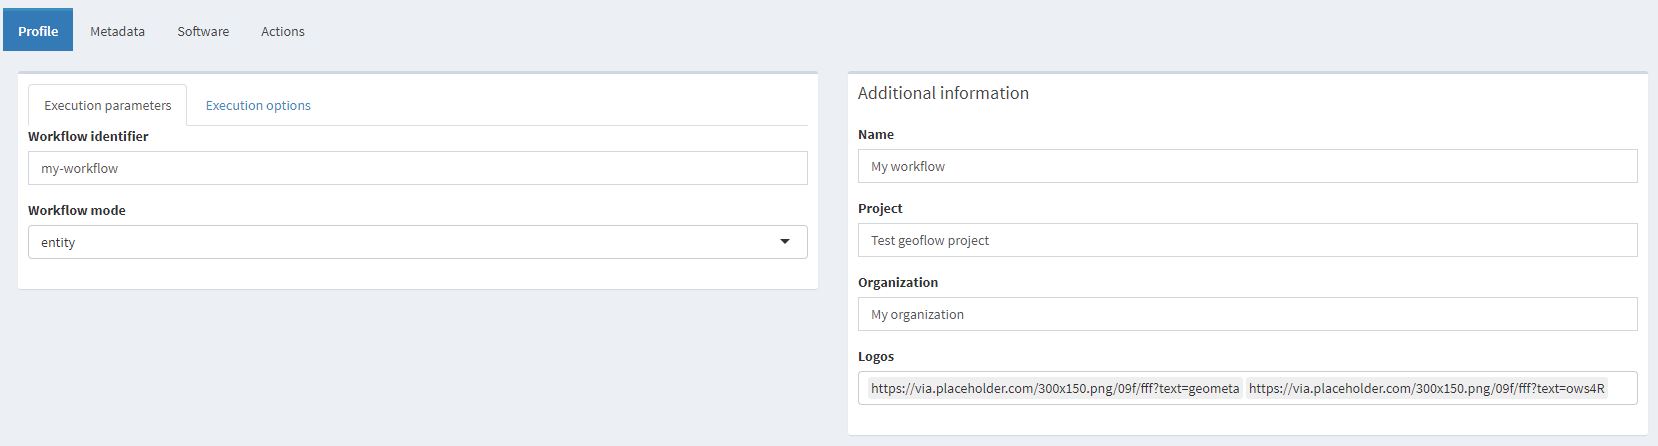 Profile Metadata Software Actions
Execution parameters Execution options
Workflow identifier
my-workflow
Workflow mode
entity
Additional information
Name
My workflow
Project
Test geoflow project
Organization
My organization
Logos
https://via.placeholder.com/300x150.png/09f/fff?text=geometa https://via.placeholder.com/300x150.png/09f/fff?text=ows4R